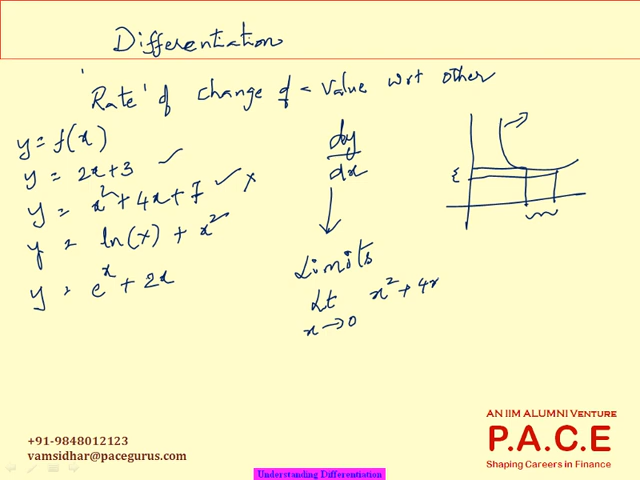 Differentiation
'Rate' of change of a value wrt other
y = f(x)
y = 2x+3 ✓
y = x² + 4x + 7 ✓ x
y = ln(x) + x²
y = e^x + 2x
dy/dx
Limits
Lt x² + 4x
x→0
+91-9848012123
vamsidhar@pacegurus.com
AN IIM ALUMNI VENTURE
P.A.C.E
Shaping Careers in Finance
Understanding Differentiation